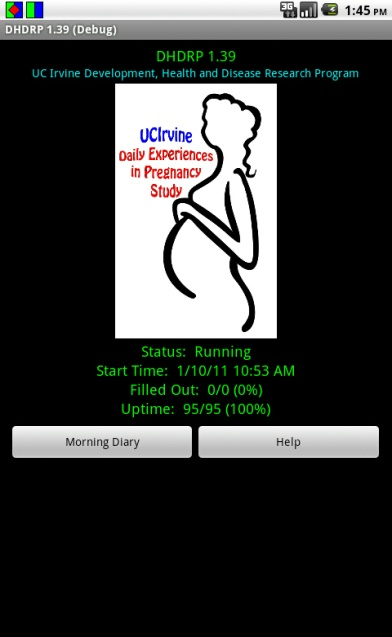 3G
1:45 PM
DHDRP 1.39 (Debug)
DHDRP 1.39
UC Irvine Development, Health and Disease Research Program
UCIrvine
Daily Experiences
in Pregnancy
Study
Status: Running
Start Time: 1/10/11 10:53 AM
Filled Out: 0/0 (0%)
Uptime: 95/95 (100%)
Morning Diary
Help